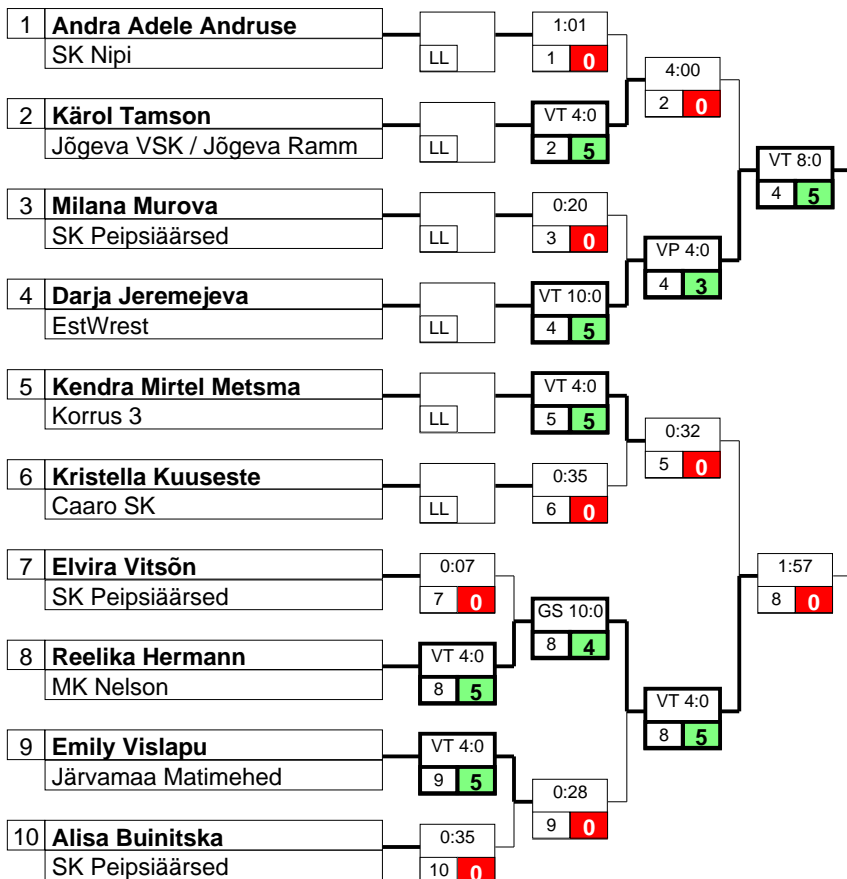 1 Andra Adele Andruse
SK Nipi
LL
1:01
1 0
4:00
2 0
2 Kärol Tamson
Jõgeva VSK / Jõgeva Ramm
LL
VT 4:0
2 5
VT 8:0
4 5
3 Milana Murova
SK Peipsiäärsed
LL
0:20
3 0
VP 4:0
4 3
4 Darja Jeremejeva
EstWrest
LL
VT 10:0
4 5
5 Kendra Mirtel Metsma
Korrus 3
LL
VT 4:0
5 5
0:32
5 0
6 Kristella Kuuseste
Caaro SK
LL
0:35
6 0
7 Elvira Vitsõn
SK Peipsiäärsed
0:07
7 0
1:57
8 0
GS 10:0
8 4
8 Reelika Hermann
MK Nelson
VT 4:0
8 5
VT 4:0
8 5
9 Emily Vislapu
Järvamaa Matimehed
VT 4:0
9 5
0:28
9 0
10 Alisa Buinitska
SK Peipsiäärsed
0:35
10 0